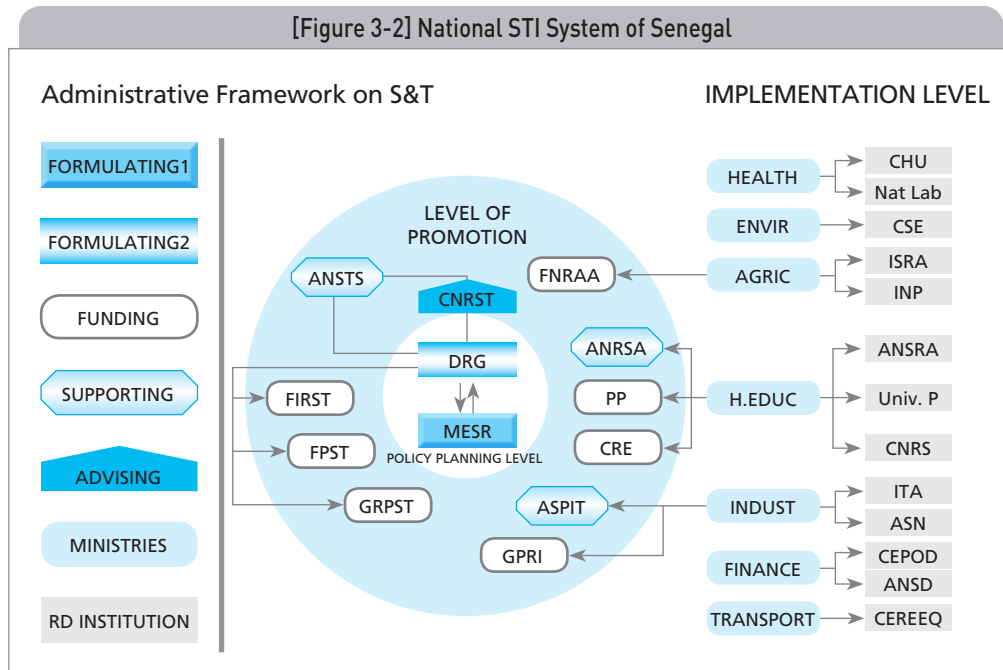 [Figure 3-2] National STI System of Senegal
Administrative Framework on S&T
IMPLEMENTATION LEVEL
FORMULATING1
FORMULATING2
FUNDING
SUPPORTING
ADVISING
MINISTRIES
RD INSTITUTION
LEVEL OF
PROMOTION
ANSTS
CNRST
DRG
MESR
POLICY PLANNING LEVEL
FIRST
FPST
GRPST
FNRAA
ANRSA
PP
CRE
ASPIT
GPRI
HEALTH
CHU
Nat Lab
ENVIR
CSE
AGRIC
ISRA
INP
H.EDUC
ANSRA
Univ. P
CNRS
INDUST
ITA
ASN
FINANCE
CEPOD
ANSD
TRANSPORT
CEREEQ